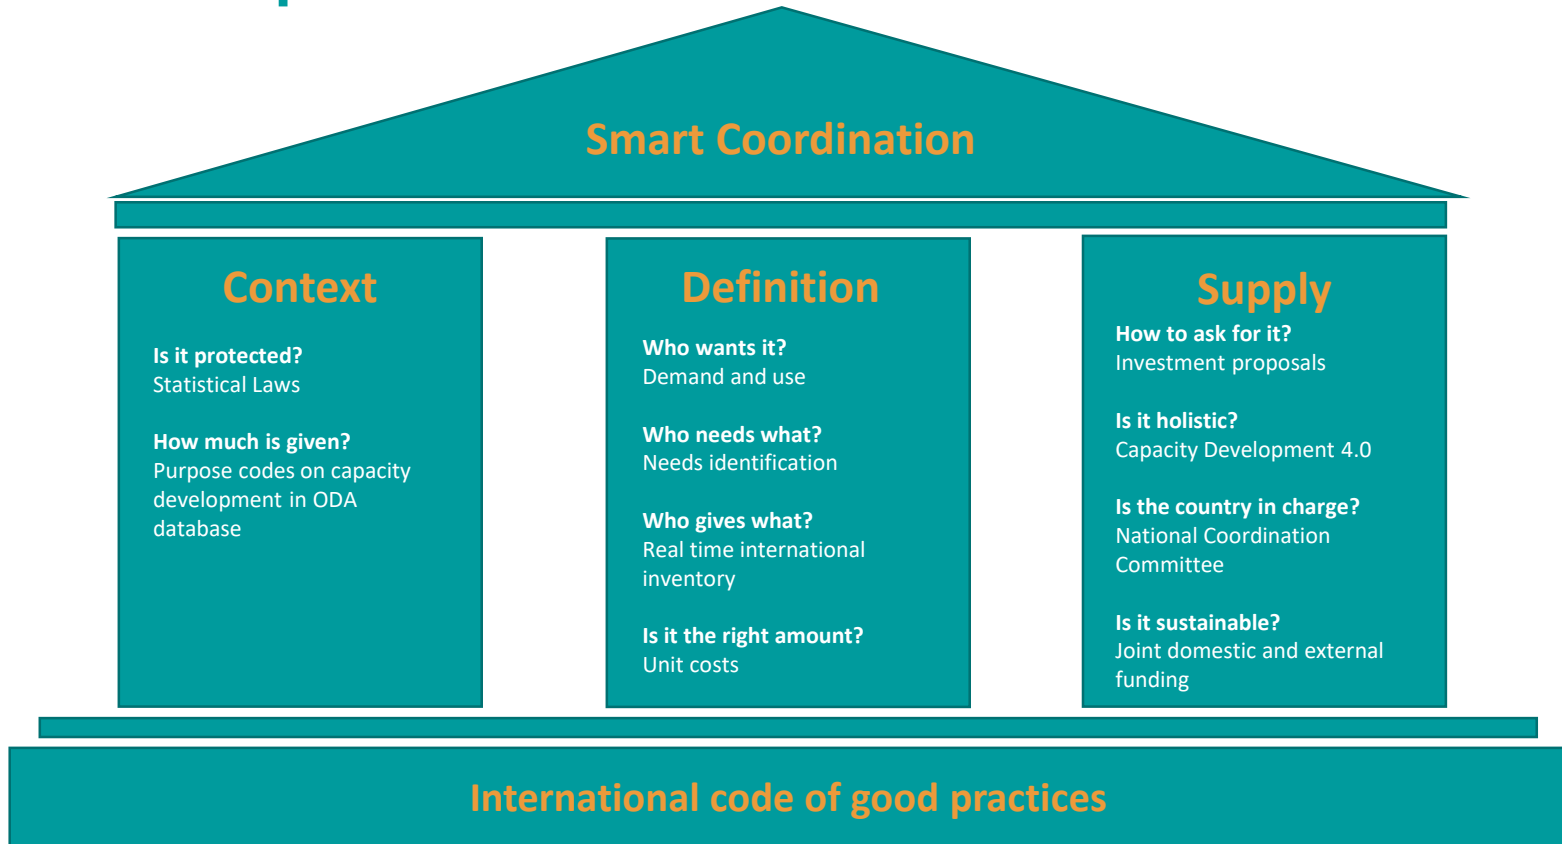 Smart Coordination
Context
Is it protected?
Statistical Laws
How much is given?
Purpose codes on capacity
development in ODA
database
Definition
Who wants it?
Demand and use
Who needs what?
Needs identification
Who gives what?
Real time international
inventory
Is it the right amount?
Unit costs
Supply
How to ask for it?
Investment proposals
Is it holistic?
Capacity Development 4.0
Is the country in charge?
National Coordination
Committee
Is it sustainable?
Joint domestic and external
funding
International code of good practices